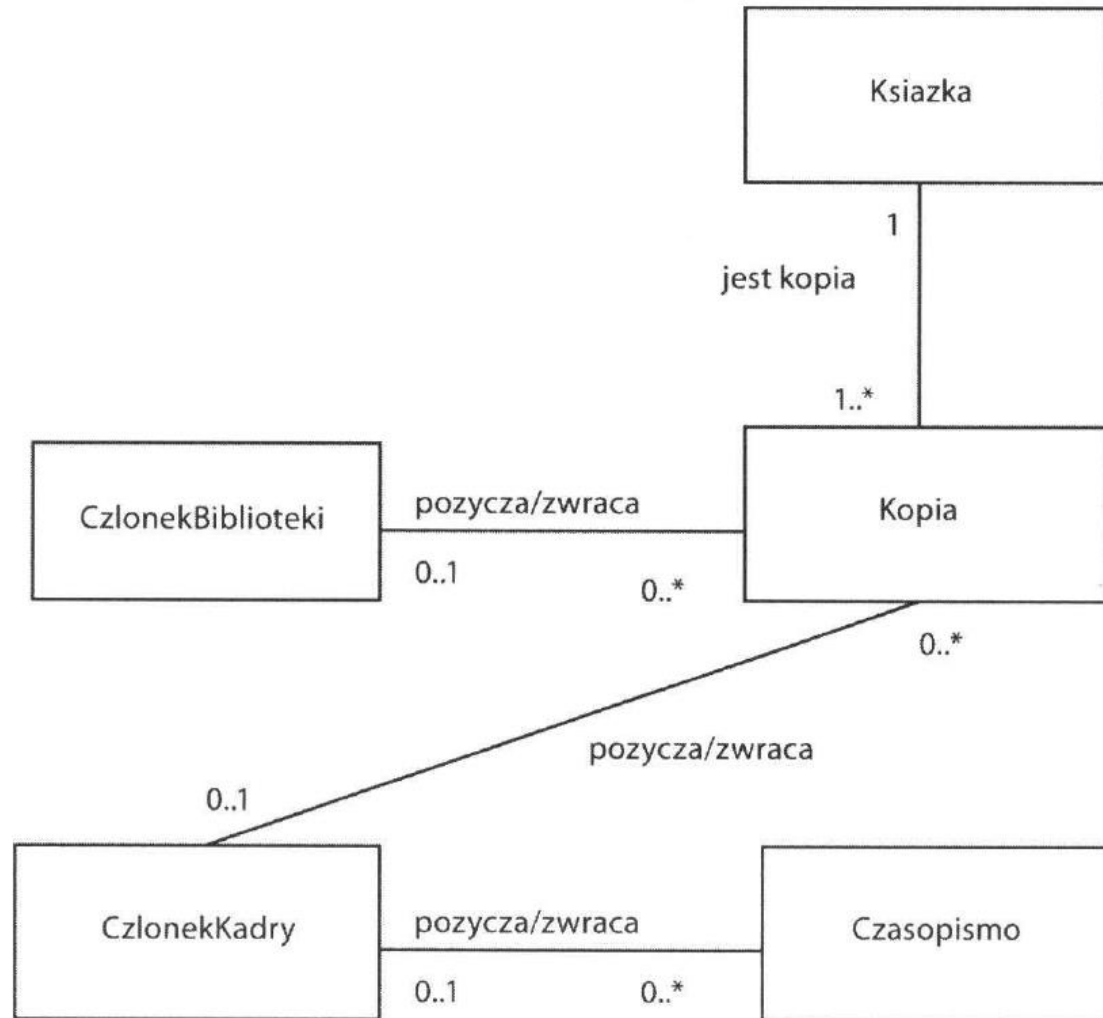 Ksiazka
1
jest kopia
1..*
CzlonekBiblioteki
pozycza/zwraca
Kopia
0..1
0..*
0..*
pozycza/zwraca
0..1
CzlonekKadry
pozycza/zwraca
Czasopismo
0..1
0..*